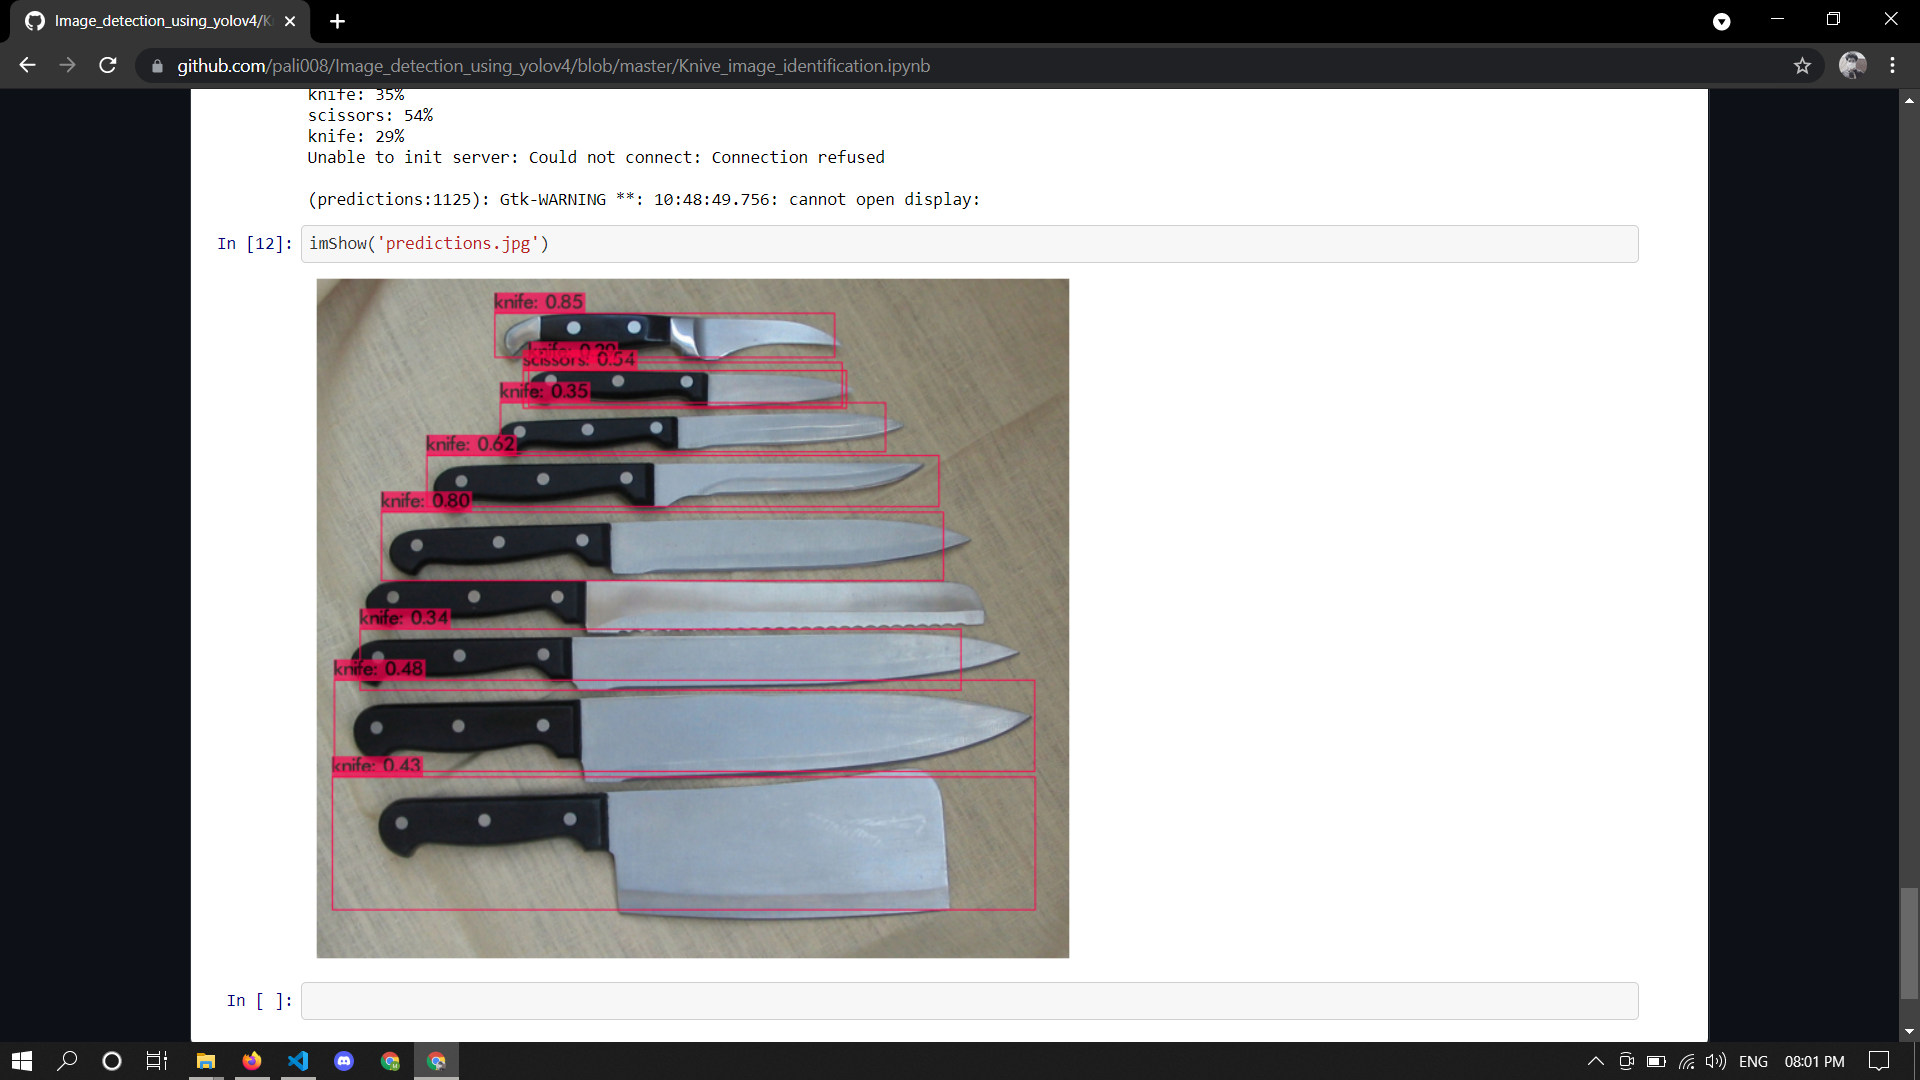 Image_detection_using_yolov4/K
github.com/pali008/Image_detection_using_yolov4/blob/master/Knive_image_identification.ipynb
knife: 35%
scissors: 54%
knife: 29%
Unable to init server: Could not connect: Connection refused
(predictions:1125): Gtk-WARNING **: 10:48:49.756: cannot open display:
In [12]: imShow('predictions.jpg')
knife: 0.85
knife: 0.29
scissors: 0.54
knife: 0.35
knife: 0.62
knife: 0.80
knife: 0.34
knife: 0.48
knife: 0.43
In [ ]:
ENG 08:01 PM